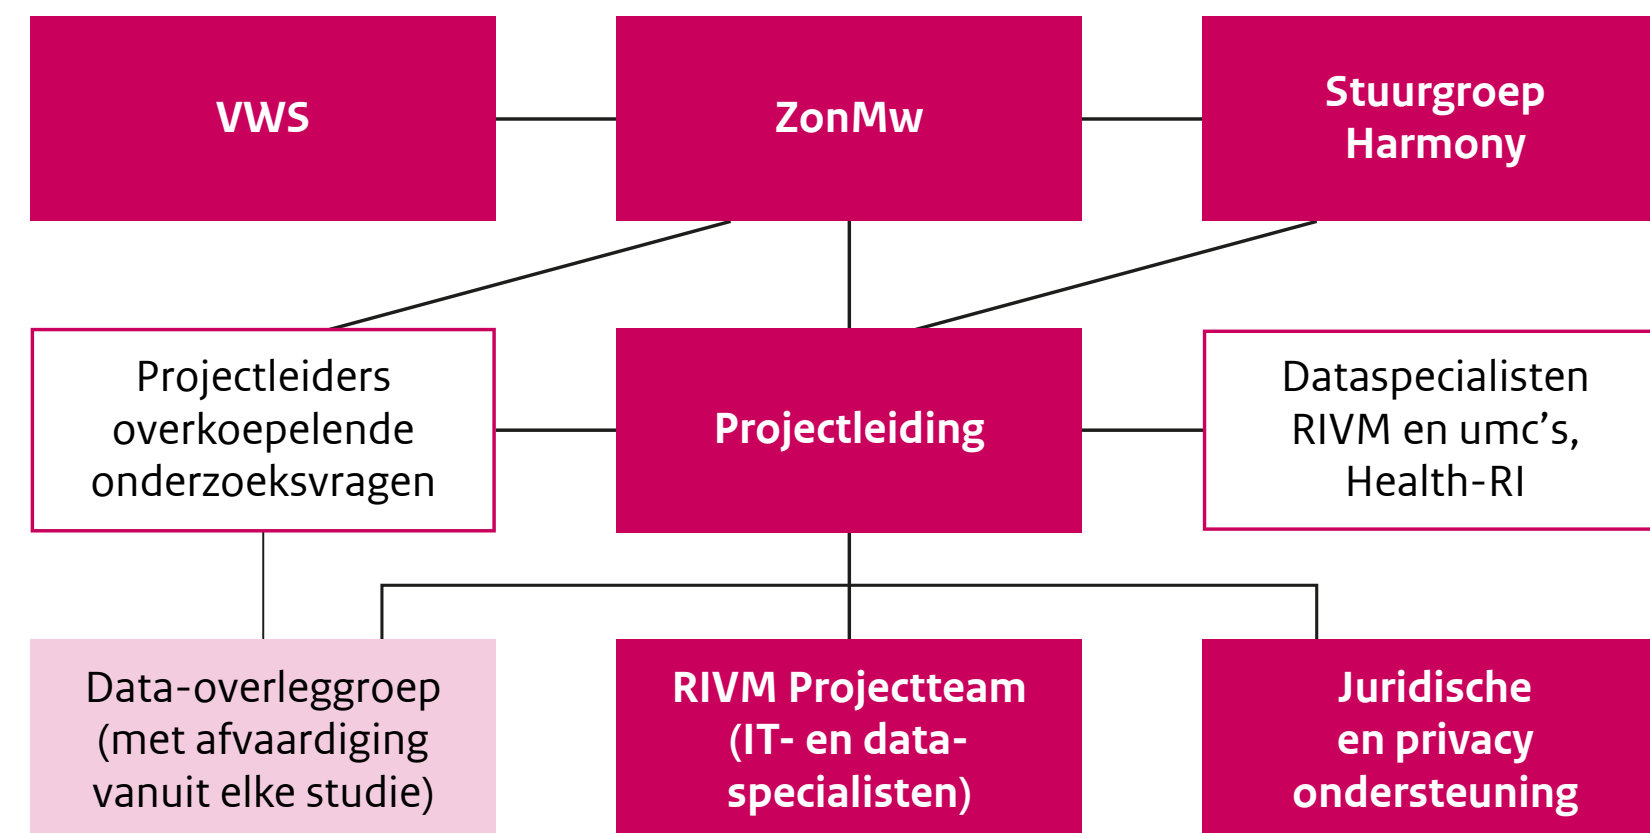 VWS
ZonMw
Stuurgroep
Harmony
Projectleiders
overkoepelende
onderzoeksvragen
Projectleiding
Dataspecialisten
RIVM en umc’s,
Health-RI
Data-overleggroep
(met afvaardiging
vanuit elke studie)
RIVM Projectteam
(IT- en data-
specialisten)
Juridische
en privacy
ondersteuning